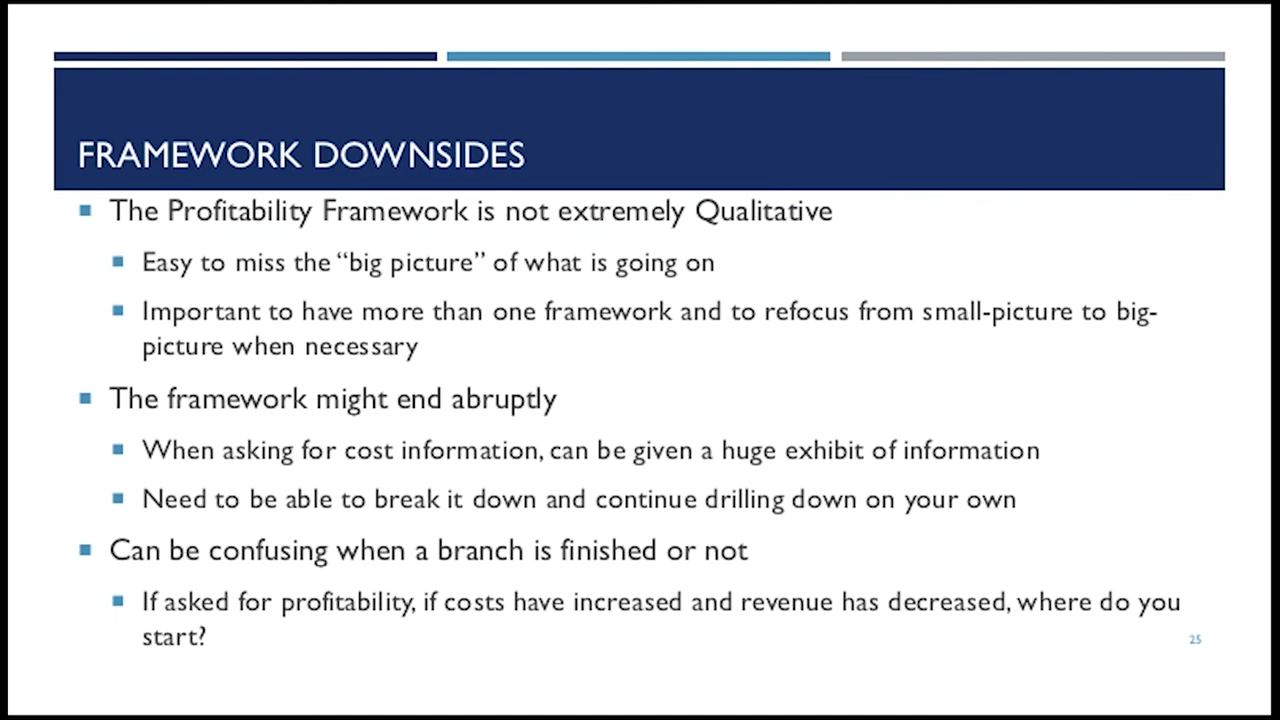 FRAMEWORK DOWNSIDES
The Profitability Framework is not extremely Qualitative
Easy to miss the “big picture” of what is going on
Important to have more than one framework and to refocus from small-picture to big-
picture when necessary
The framework might end abruptly
When asking for cost information, can be given a huge exhibit of information
Need to be able to break it down and continue drilling down on your own
Can be confusing when a branch is finished or not
If asked for profitability, if costs have increased and revenue has decreased, where do you
start?
25